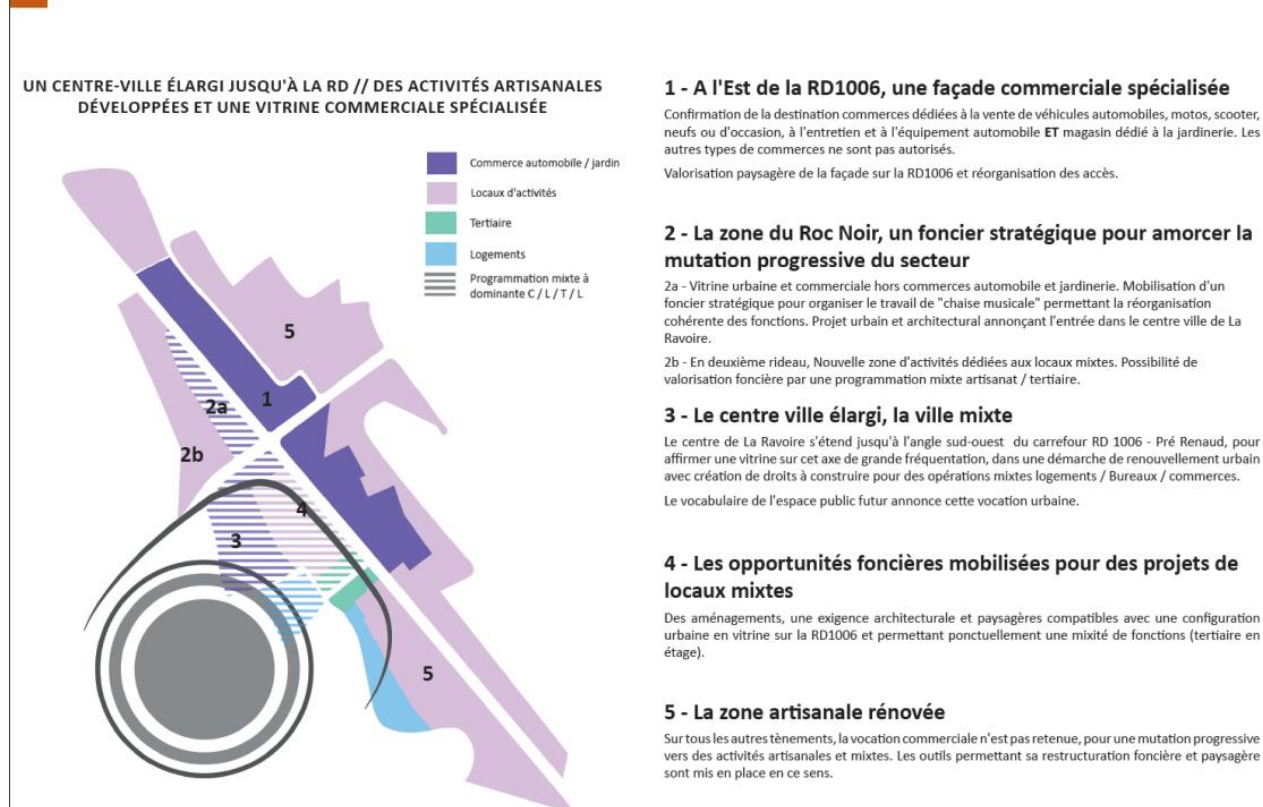 UN CENTRE-VILLE ÉLARGI JUSQU'À LA RD // DES ACTIVITÉS ARTISANALES
DÉVELOPPÉES ET UNE VITRINE COMMERCIALE SPÉCIALISÉE
Commerce automobile / jardin
Locaux d'activités
Tertiaire
Logements
Programmation mixte à
dominante C / L / T / L
5
1
2a
2b
4
3
5
1 - A l'Est de la RD1006, une façade commerciale spécialisée
Confirmation de la destination commerces dédiées à la vente de véhicules automobiles, motos, scooter,
neufs ou d'occasion, à l'entretien et à l'équipement automobile ET magasin dédié à la jardinerie. Les
autres types de commerces ne sont pas autorisés.
Valorisation paysagère de la façade sur la RD1006 et réorganisation des accès.
2 - La zone du Roc Noir, un foncier stratégique pour amorcer la
mutation progressive du secteur
2a - Vitrine urbaine et commerciale hors commerces automobile et jardinerie. Mobilisation d'un
foncier stratégique pour organiser le travail de "chaise musicale" permettant la réorganisation
cohérente des fonctions. Projet urbain et architectural annonçant l'entrée dans le centre ville de La
Ravoire.
2b - En deuxième rideau, Nouvelle zone d'activités dédiées aux locaux mixtes. Possibilité de
valorisation foncière par une programmation mixte artisanat / tertiaire.
3 - Le centre ville élargi, la ville mixte
Le centre de La Ravoire s'étend jusqu'à l'angle sud-ouest du carrefour RD 1006 - Pré Renaud, pour
affirmer une vitrine sur cet axe de grande fréquentation, dans une démarche de renouvellement urbain
avec création de droits à construire pour des opérations mixtes logements / Bureaux / commerces.
Le vocabulaire de l'espace public futur annonce cette vocation urbaine.
4 - Les opportunités foncières mobilisées pour des projets de
locaux mixtes
Des aménagements, une exigence architecturale et paysagères compatibles avec une configuration
urbaine en vitrine sur la RD1006 et permettant ponctuellement une mixité de fonctions (tertiaire en
étage).
5 - La zone artisanale rénovée
Sur tous les autres tènements, la vocation commerciale n'est pas retenue, pour une mutation progressive
vers des activités artisanales et mixtes. Les outils permettant sa restructuration foncière et paysagère
sont mis en place en ce sens.